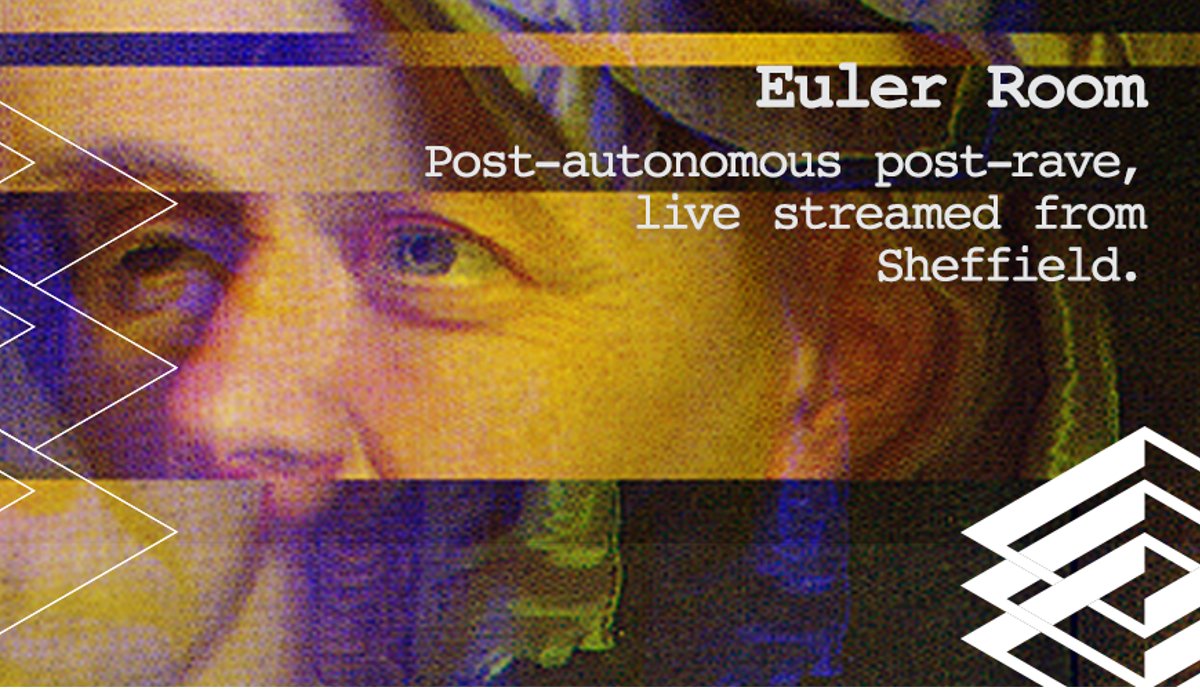 Euler Room
Post-autonomous post-rave,
live streamed from
Sheffield.